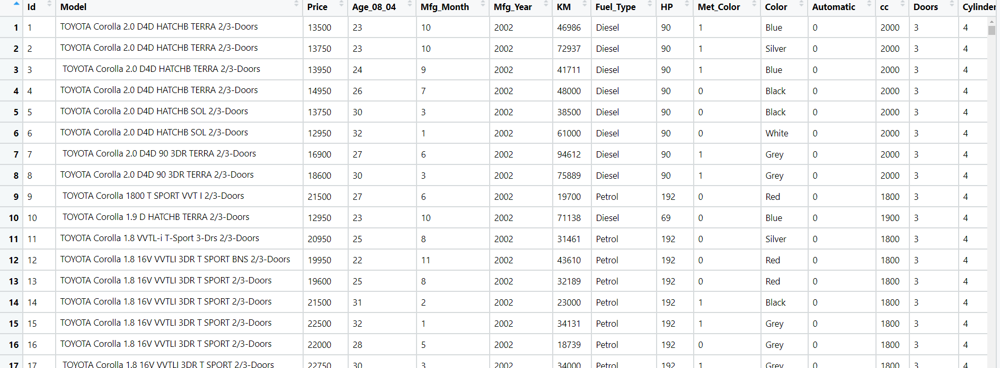 Id Model Price Age_08_04 Mfg_Month Mfg_Year KM Fuel_Type HP Met_Color Color Automatic cc Doors Cylinder
1 1 TOYOTA Corolla 2.0 D4D HATCHB TERRA 2/3-Doors 13500 23 10 2002 46986 Diesel 90 1 Blue 0 2000 3 4
2 2 TOYOTA Corolla 2.0 D4D HATCHB TERRA 2/3-Doors 13750 23 10 2002 72937 Diesel 90 1 Silver 0 2000 3 4
3 3 TOYOTA Corolla 2.0 D4D HATCHB TERRA 2/3-Doors 13950 24 9 2002 41711 Diesel 90 1 Blue 0 2000 3 4
4 4 TOYOTA Corolla 2.0 D4D HATCHB TERRA 2/3-Doors 14950 26 7 2002 48000 Diesel 90 0 Black 0 2000 3 4
5 5 TOYOTA Corolla 2.0 D4D HATCHB SOL 2/3-Doors 13750 30 3 2002 38500 Diesel 90 0 Black 0 2000 3 4
6 6 TOYOTA Corolla 2.0 D4D HATCHB SOL 2/3-Doors 12950 32 1 2002 61000 Diesel 90 0 White 0 2000 3 4
7 7 TOYOTA Corolla 2.0 D4D 90 3DR TERRA 2/3-Doors 16900 27 6 2002 94612 Diesel 90 1 Grey 0 2000 3 4
8 8 TOYOTA Corolla 2.0 D4D 90 3DR TERRA 2/3-Doors 18600 30 3 2002 75889 Diesel 90 1 Grey 0 2000 3 4
9 9 TOYOTA Corolla 1800 T SPORT VVT I 2/3-Doors 21500 27 6 2002 19700 Petrol 192 0 Red 0 1800 3 4
10 10 TOYOTA Corolla 1.9 D HATCHB TERRA 2/3-Doors 12950 23 10 2002 71138 Diesel 69 0 Blue 0 1900 3 4
11 11 TOYOTA Corolla 1.8 VVTL-i T-Sport 3-Drs 2/3-Doors 20950 25 8 2002 31461 Petrol 192 0 Silver 0 1800 3 4
12 12 TOYOTA Corolla 1.8 16V VVTLI 3DR T SPORT BNS 2/3-Doors 19950 22 11 2002 43610 Petrol 192 0 Red 0 1800 3 4
13 13 TOYOTA Corolla 1.8 16V VVTLI 3DR T SPORT 2/3-Doors 19600 25 8 2002 32189 Petrol 192 0 Red 0 1800 3 4
14 14 TOYOTA Corolla 1.8 16V VVTLI 3DR T SPORT 2/3-Doors 21500 31 2 2002 23000 Petrol 192 1 Black 0 1800 3 4
15 15 TOYOTA Corolla 1.8 16V VVTLI 3DR T SPORT 2/3-Doors 22500 32 1 2002 34131 Petrol 192 1 Grey 0 1800 3 4
16 16 TOYOTA Corolla 1.8 16V VVTLI 3DR T SPORT 2/3-Doors 22000 28 5 2002 18739 Petrol 192 0 Grey 0 1800 3 4
17 17 TOYOTA Corolla 1.8 16V VVTLI 3DR T SPORT 2/3-Doors 22750 30 3 2002 34000 Petrol 192 1 Grey 0 1800 3 4